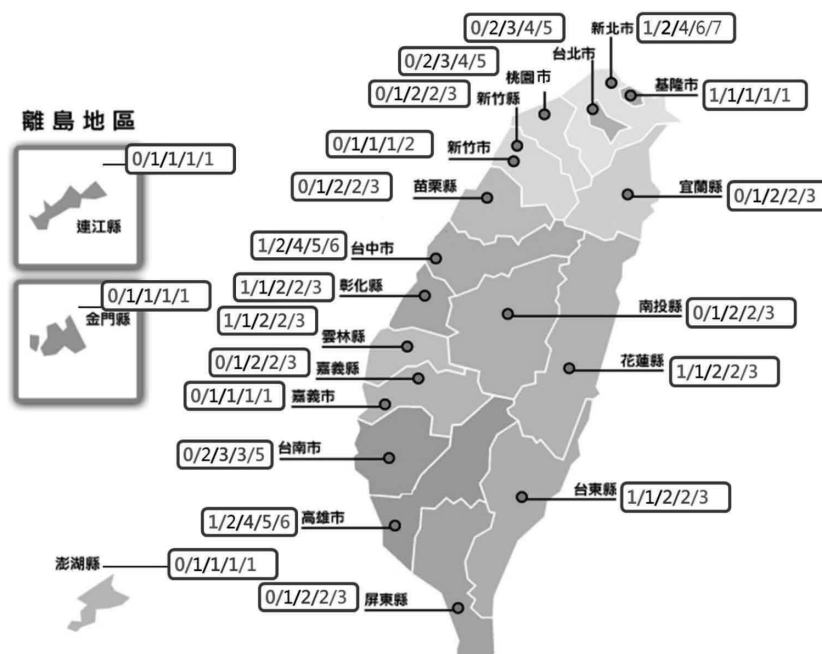 0/2/3/4/5
新北市 1/2/4/6/7
台北市
0/2/3/4/5
桃園市
基隆市 1/1/1/1/1
0/1/2/2/3
新竹縣
離島地區
0/1/1/1/2
新竹市
0/1/1/1/1
連江縣
0/1/2/2/3
苗栗縣
宜蘭縣
0/1/2/2/3
1/2/4/5/6 台中市
1/1/2/2/3 彰化縣
0/1/1/1/1
金門縣
南投縣 0/1/2/2/3
1/1/2/2/3
雲林縣
0/1/2/2/3
嘉義縣
花蓮縣
1/1/2/2/3
0/1/1/1/1 嘉義市
0/2/3/3/5 台南市
台東縣 1/1/2/2/3
1/2/4/5/6 高雄市
澎湖縣 0/1/1/1/1
0/1/2/2/3 屏東縣